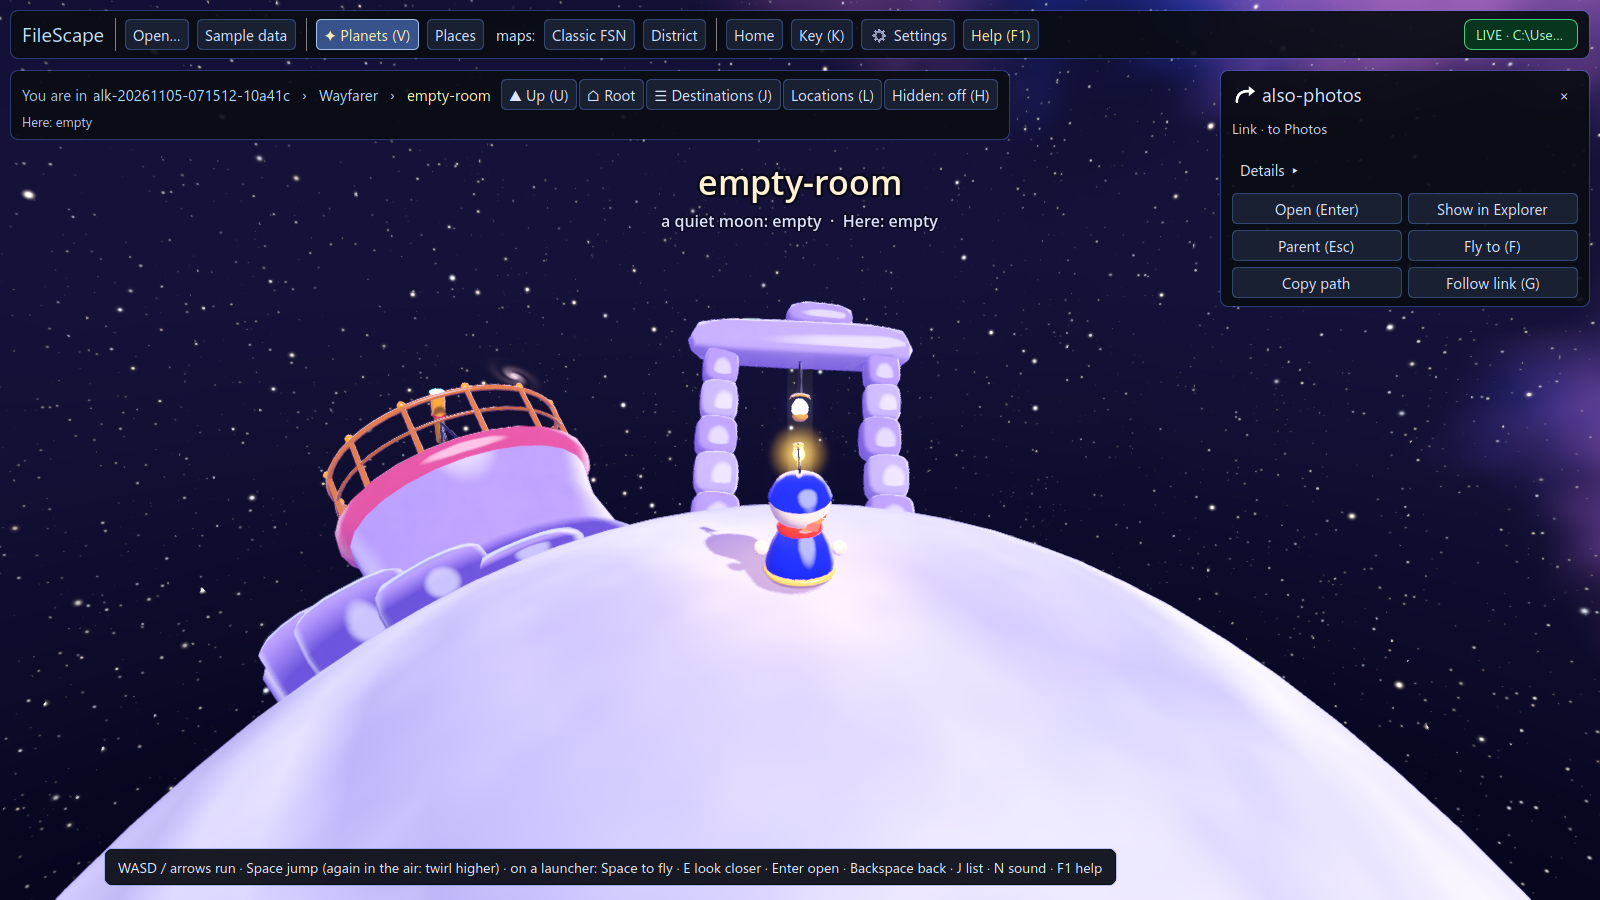 FileScape Open... Sample data ✦ Planets (V) Places maps: Classic FSN District Home Key (K) Settings Help (F1) LIVE · C:\Use...
You are in alk-20261105-071512-10a41c › Wayfarer › empty-room ▲ Up (U) Root ☰ Destinations (J) Locations (L) Hidden: off (H)
Here: empty
also-photos ×
Link · to Photos
Details ▸
Open (Enter) Show in Explorer
Parent (Esc) Fly to (F)
Copy path Follow link (G)
empty-room
a quiet moon: empty · Here: empty
WASD / arrows run · Space jump (again in the air: twirl higher) · on a launcher: Space to fly · E look closer · Enter open · Backspace back · J list · N sound · F1 help